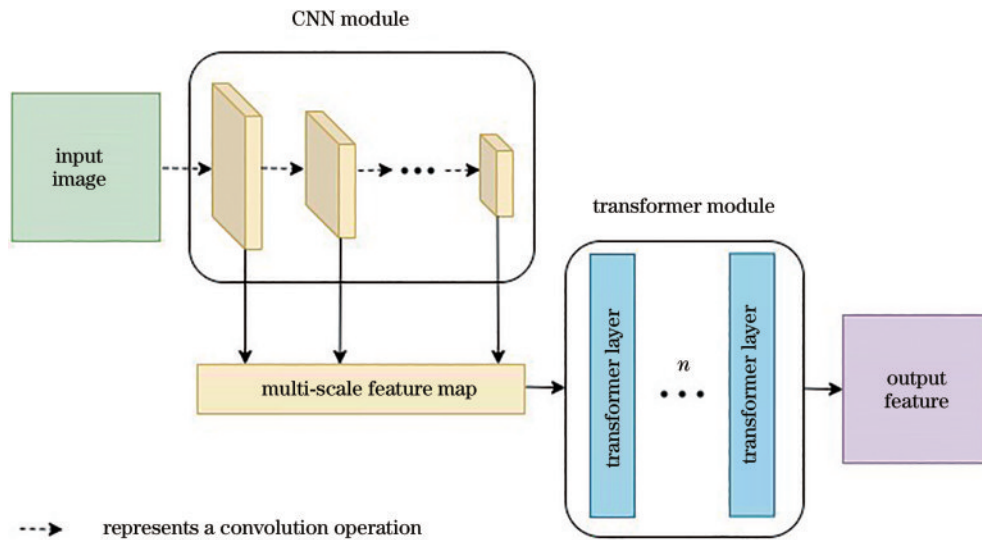 CNN module
input
image
transformer module
transformer layer
n
transformer layer
multi-scale feature map
output
feature
represents a convolution operation